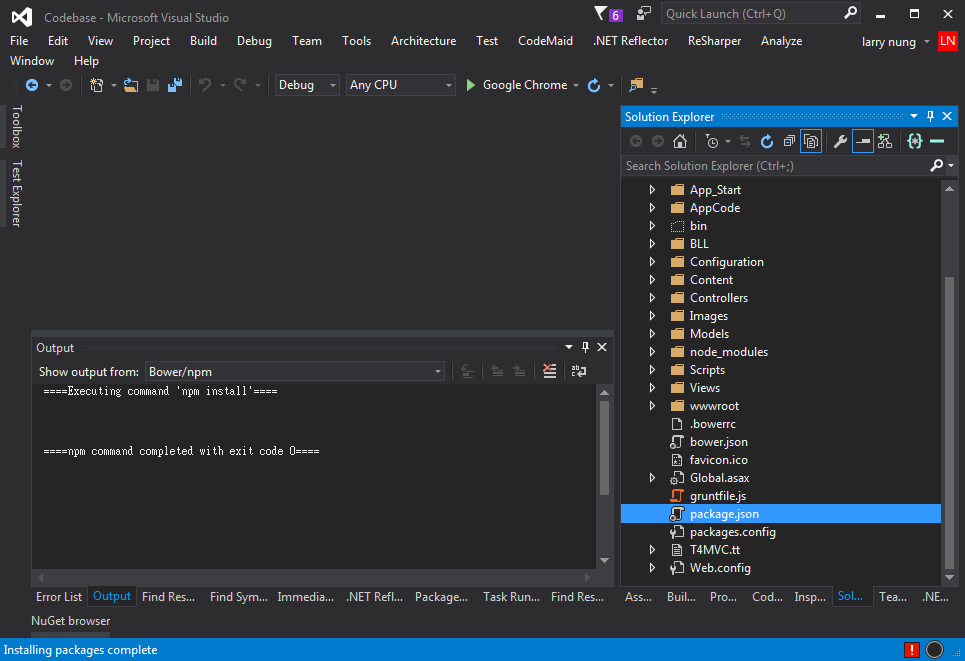 Codebase - Microsoft Visual Studio
6
Quick Launch (Ctrl+Q)
File Edit View Project Build Debug Team Tools Architecture Test CodeMaid .NET Reflector ReSharper Analyze
larry nung LN
Window Help
Debug Any CPU Google Chrome
Toolbox
Test Explorer
Output
Show output from: Bower/npm
====Executing command 'npm install'====
====npm command completed with exit code 0====
Solution Explorer
Search Solution Explorer (Ctrl+;)
App_Start
AppCode
bin
BLL
Configuration
Content
Controllers
Images
Models
node_modules
Scripts
Views
wwwroot
.bowerrc
bower.json
favicon.ico
Global.asax
gruntfile.js
package.json
packages.config
T4MVC.tt
Web.config
Error List Output Find Res... Find Sym... Immedia... .NET Refl... Package... Task Run... Find Res...
Ass... Buil... Pro... Cod... Insp... Sol... Tea... .NE...
NuGet browser
Installing packages complete